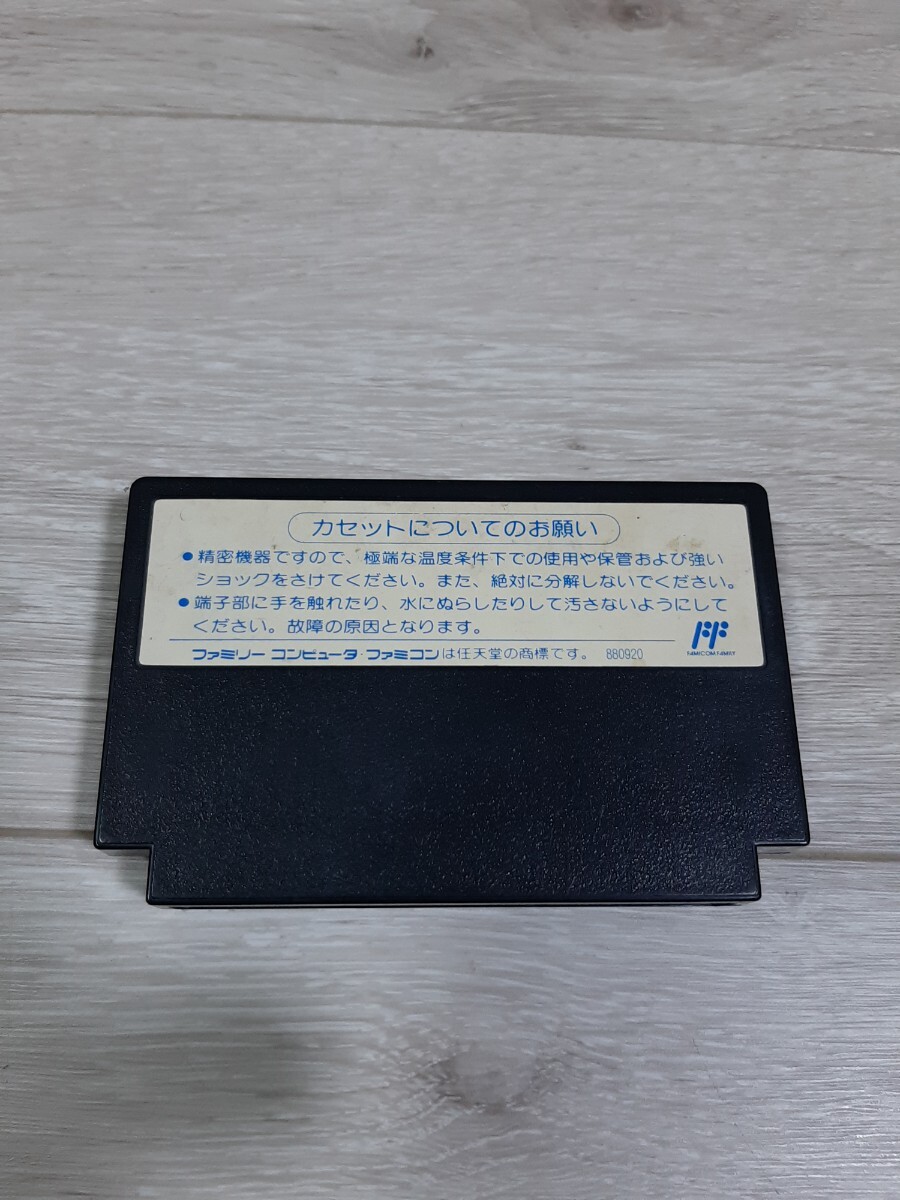 カセットについてのお願い
●精密機器ですので、極端な温度条件下での使用や保管および強い
ショックをさけてください。また、絶対に分解しないでください。
●端子部に手を触れたり、水にぬらしたりして汚さないようにして
ください。故障の原因となります。
FAMICOM FAMILY
ファミリー コンピュータ・ファミコンは任天堂の商標です。 880920